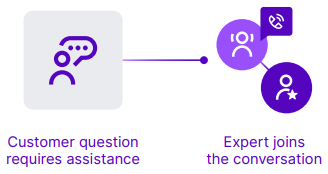 Customer question
requires assistance
Expert joins
the conversation